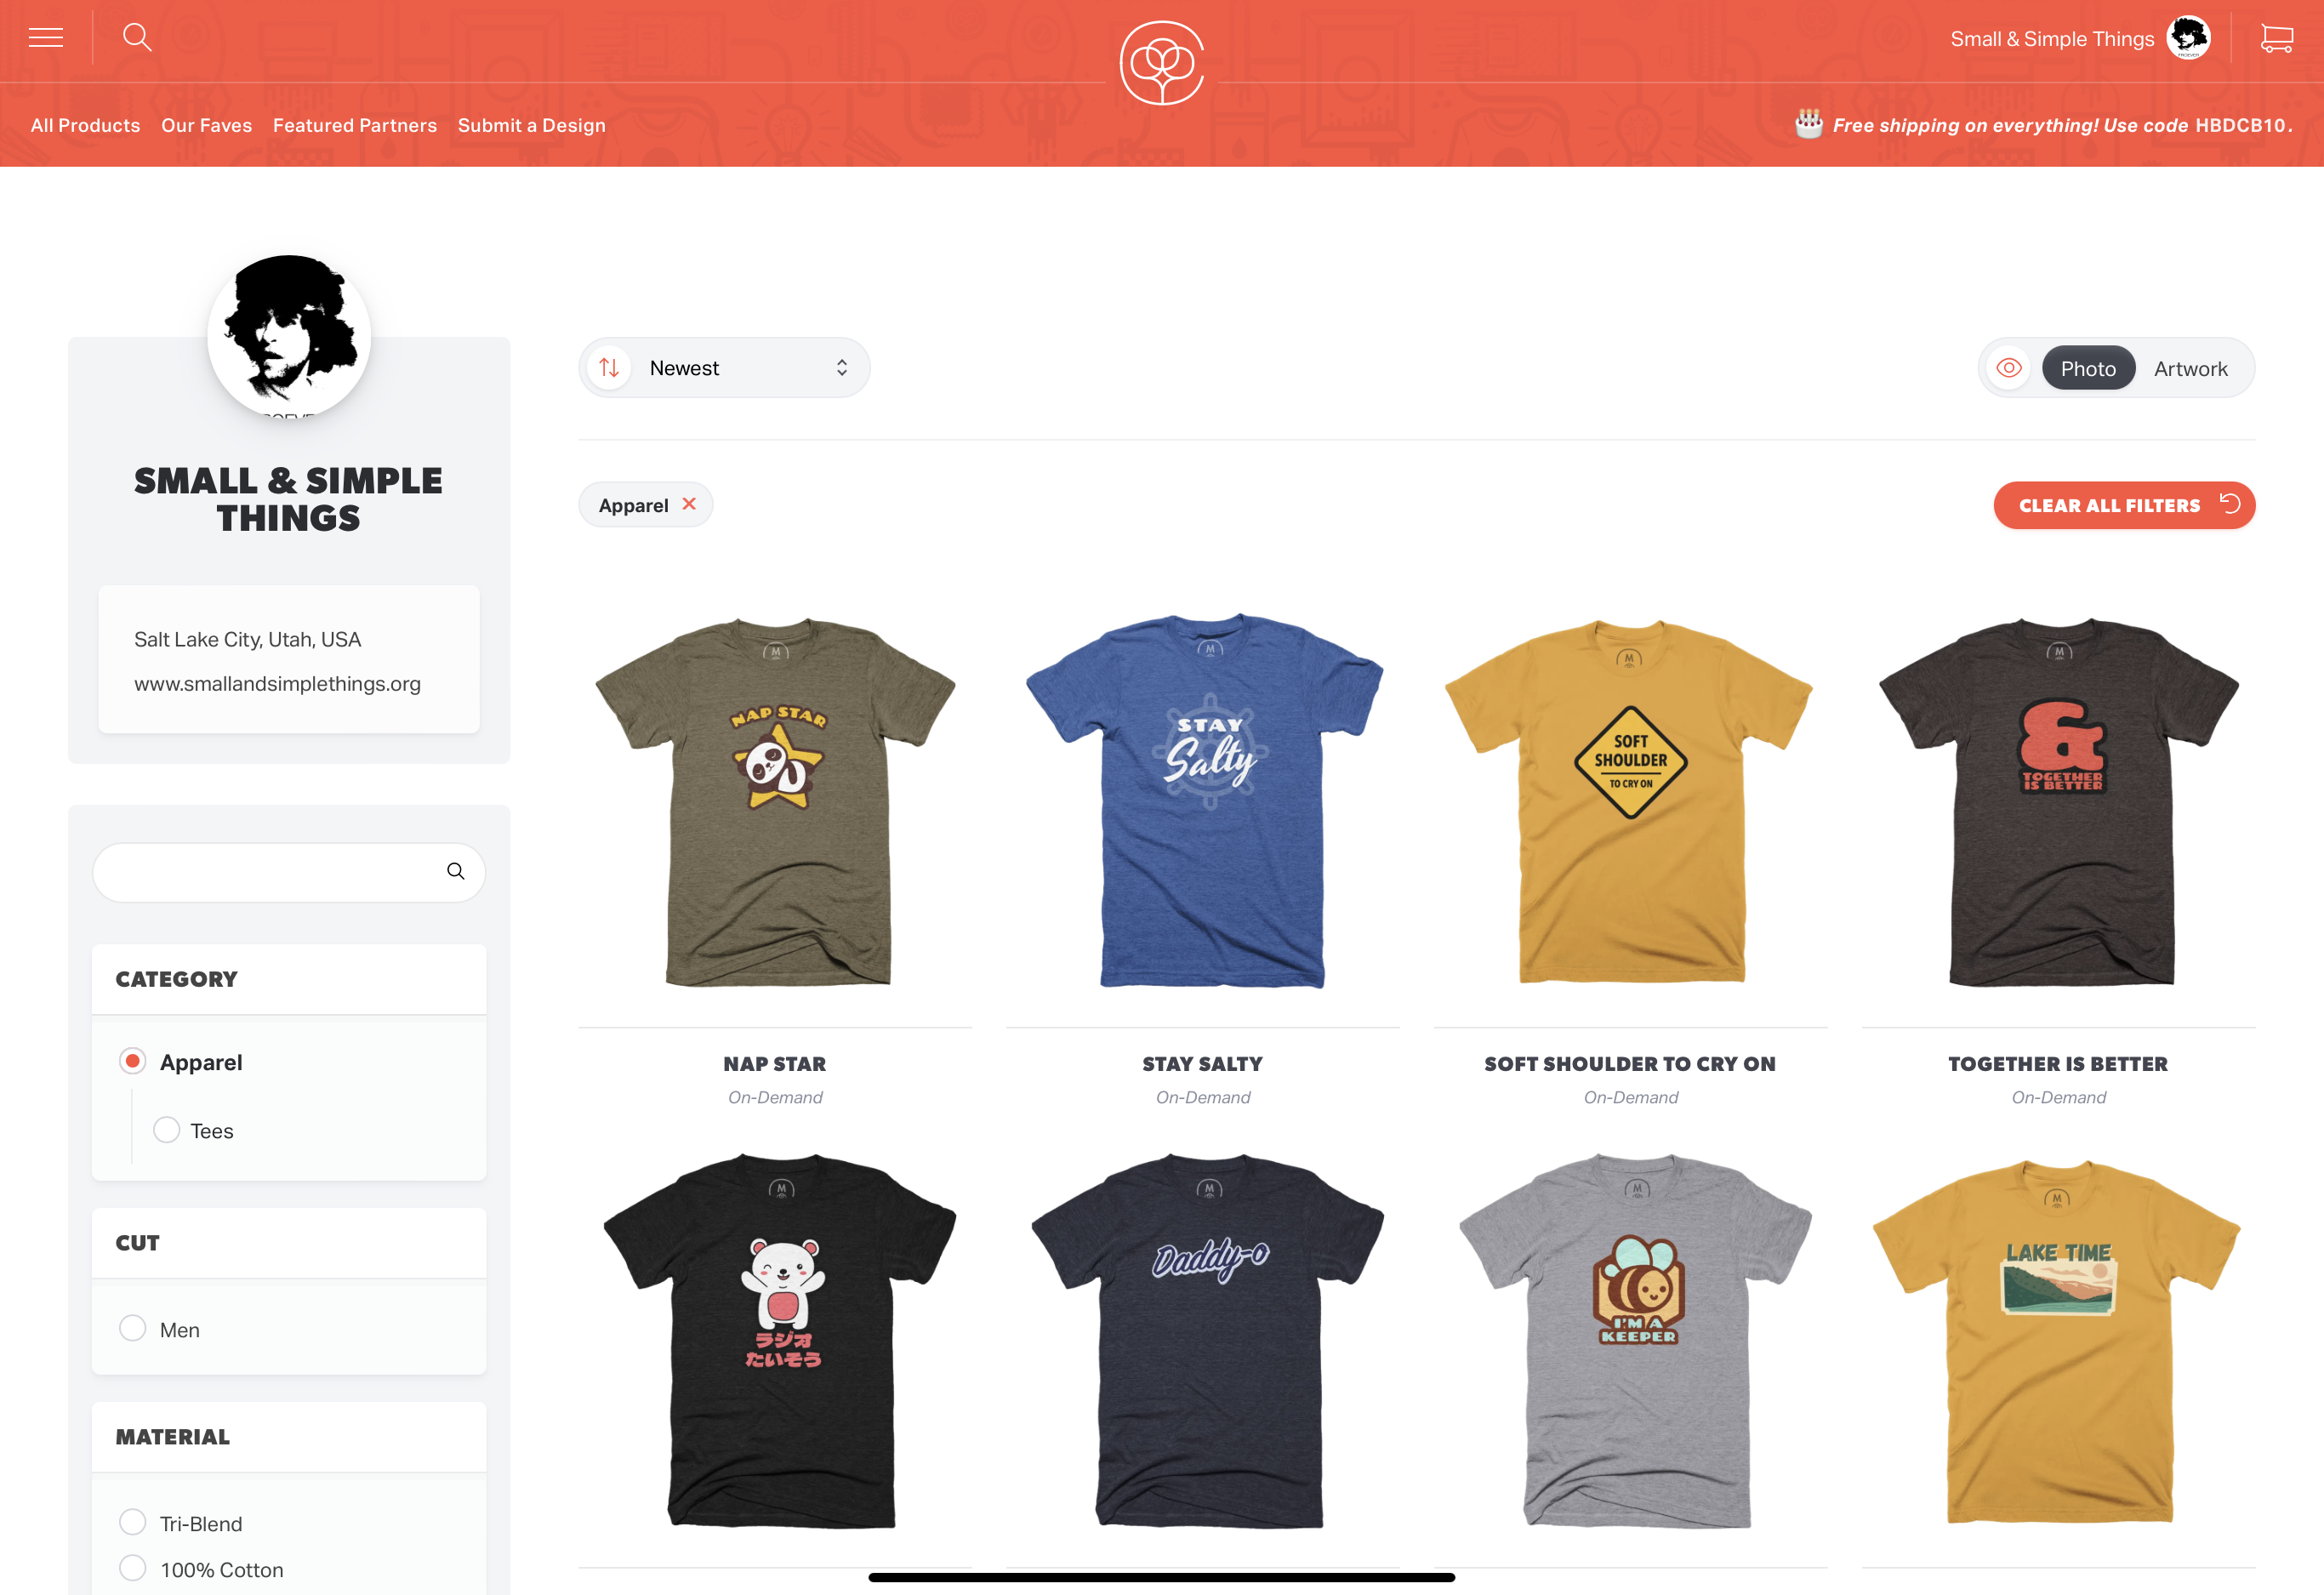 Small & Simple Things
All Products Our Faves Featured Partners Submit a Design
Free shipping on everything! Use code HBDCB10.
SMALL & SIMPLE
THINGS
Salt Lake City, Utah, USA
www.smallandsimplethings.org
CATEGORY
Apparel
Tees
CUT
Men
MATERIAL
Tri-Blend
100% Cotton
Newest
Photo Artwork
Apparel
CLEAR ALL FILTERS
M
NAP STAR
M
STAY
Salty
M
SOFT
SHOULDER
TO CRY ON
M
&
TOGETHER
IS BETTER
NAP STAR
On-Demand
STAY SALTY
On-Demand
SOFT SHOULDER TO CRY ON
On-Demand
TOGETHER IS BETTER
On-Demand
M
ラジオ
たいそう
M
Daddy-o
M
I'M A
KEEPER
M
LAKE TIME